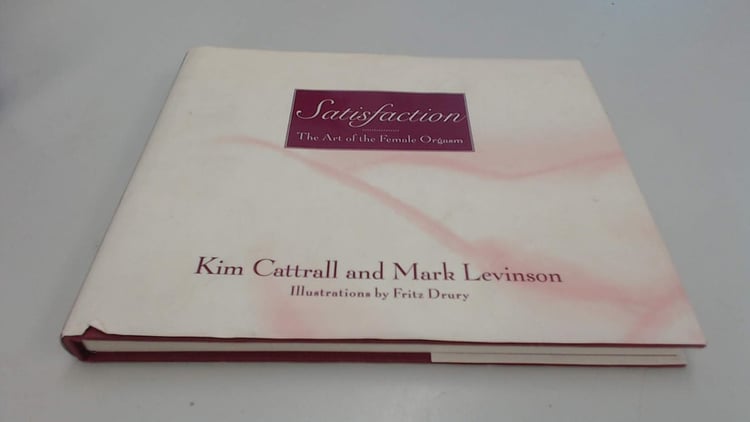 Satisfaction
The Art of the Female Orgasm
Kim Cattrall and Mark Levinson
Illustrations by Fritz Drury